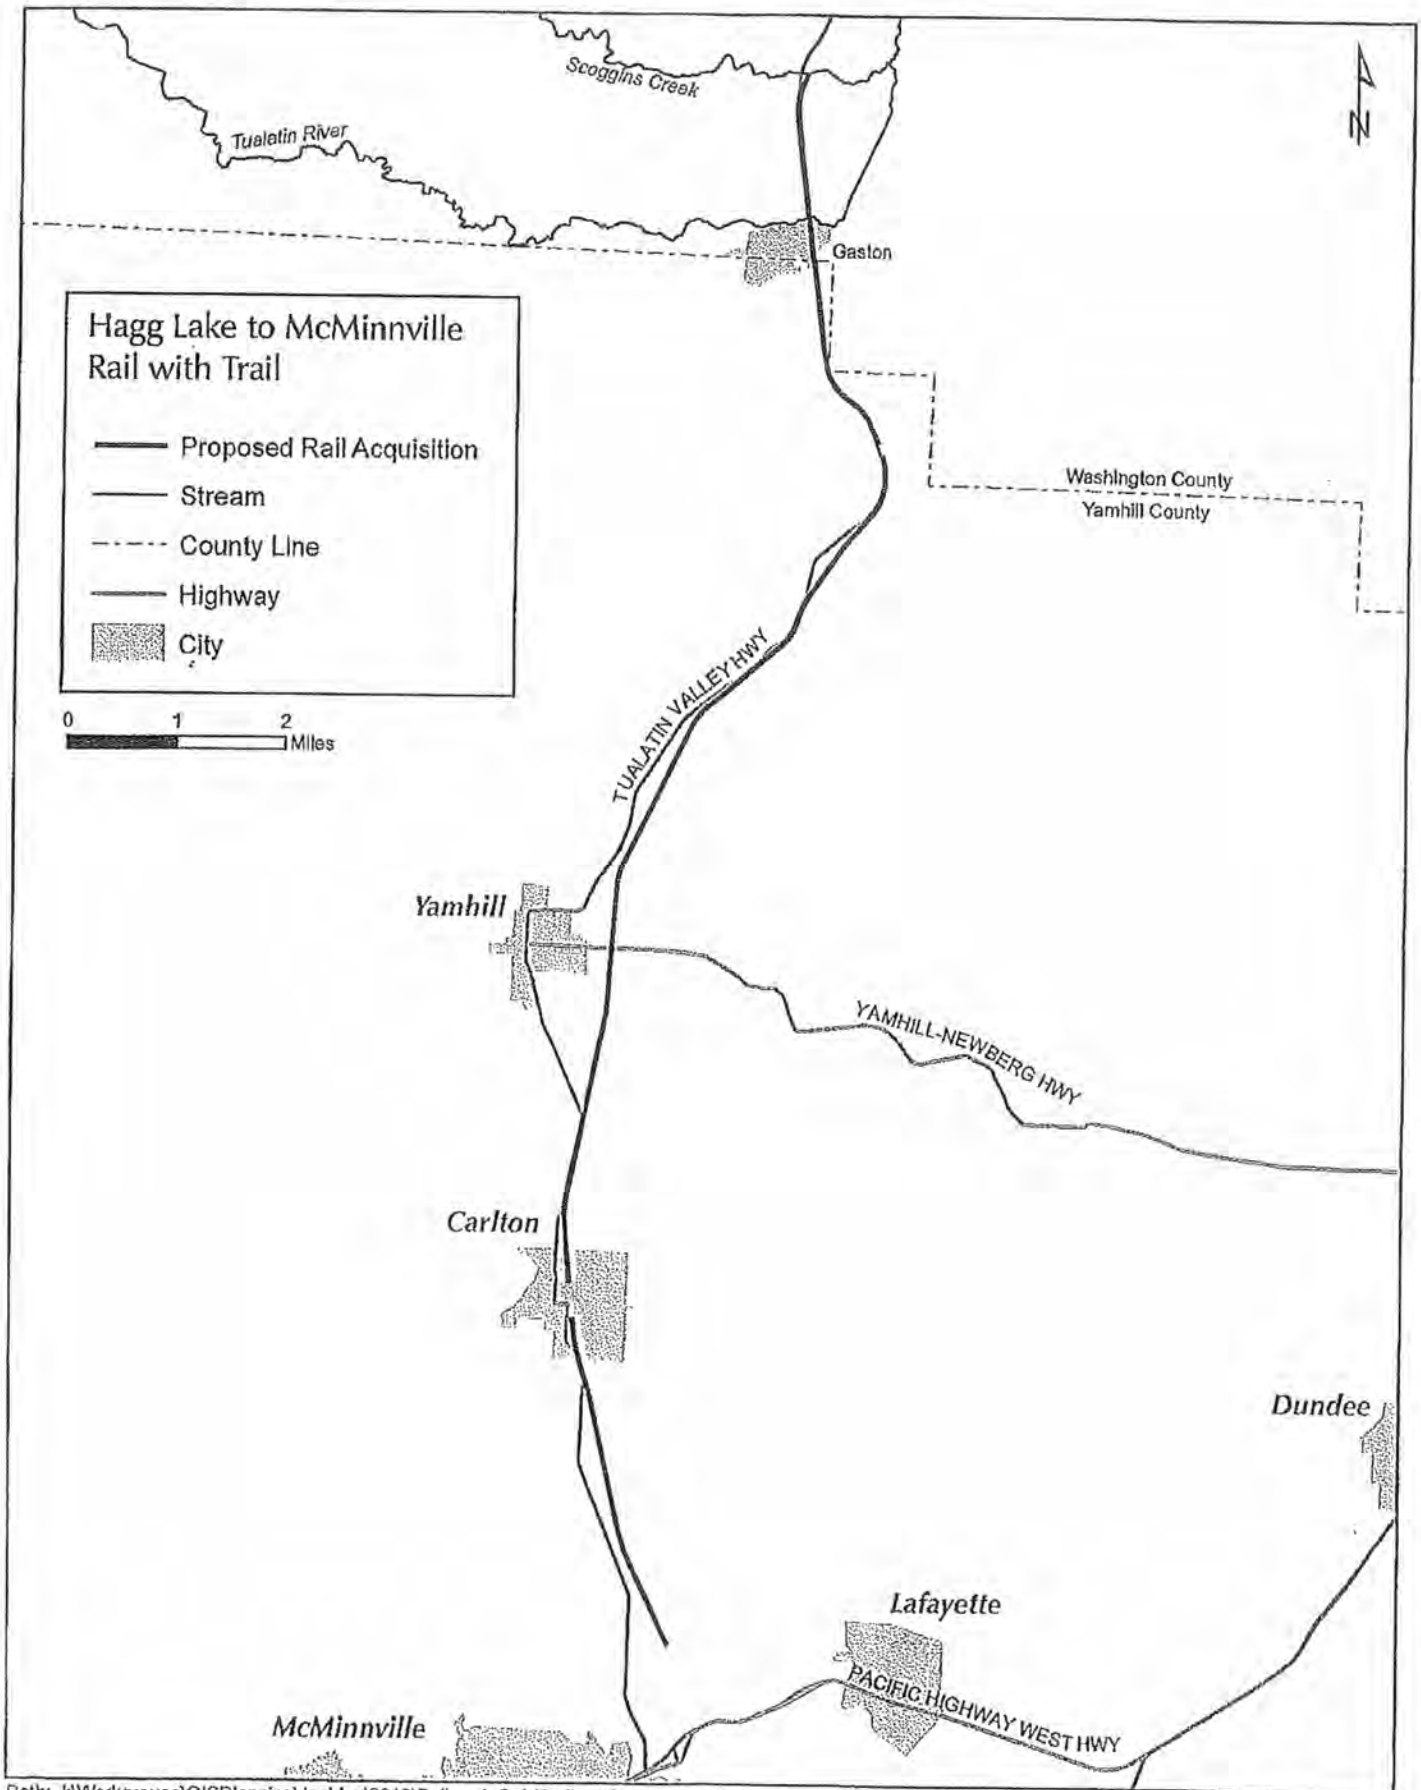 Scoggins Creek
Tualatin River
N
Gaston
Hagg Lake to McMinnville
Rail with Trail
Proposed Rail Acquisition
Stream
County Line
Highway
City
0 1 2
Miles
Washington County
Yamhill County
TUALATIN VALLEY HWY
Yamhill
YAMHILL-NEWBERG HWY
Carlton
Dundee
Lafayette
PACIFIC HIGHWAY WEST HWY
McMinnville